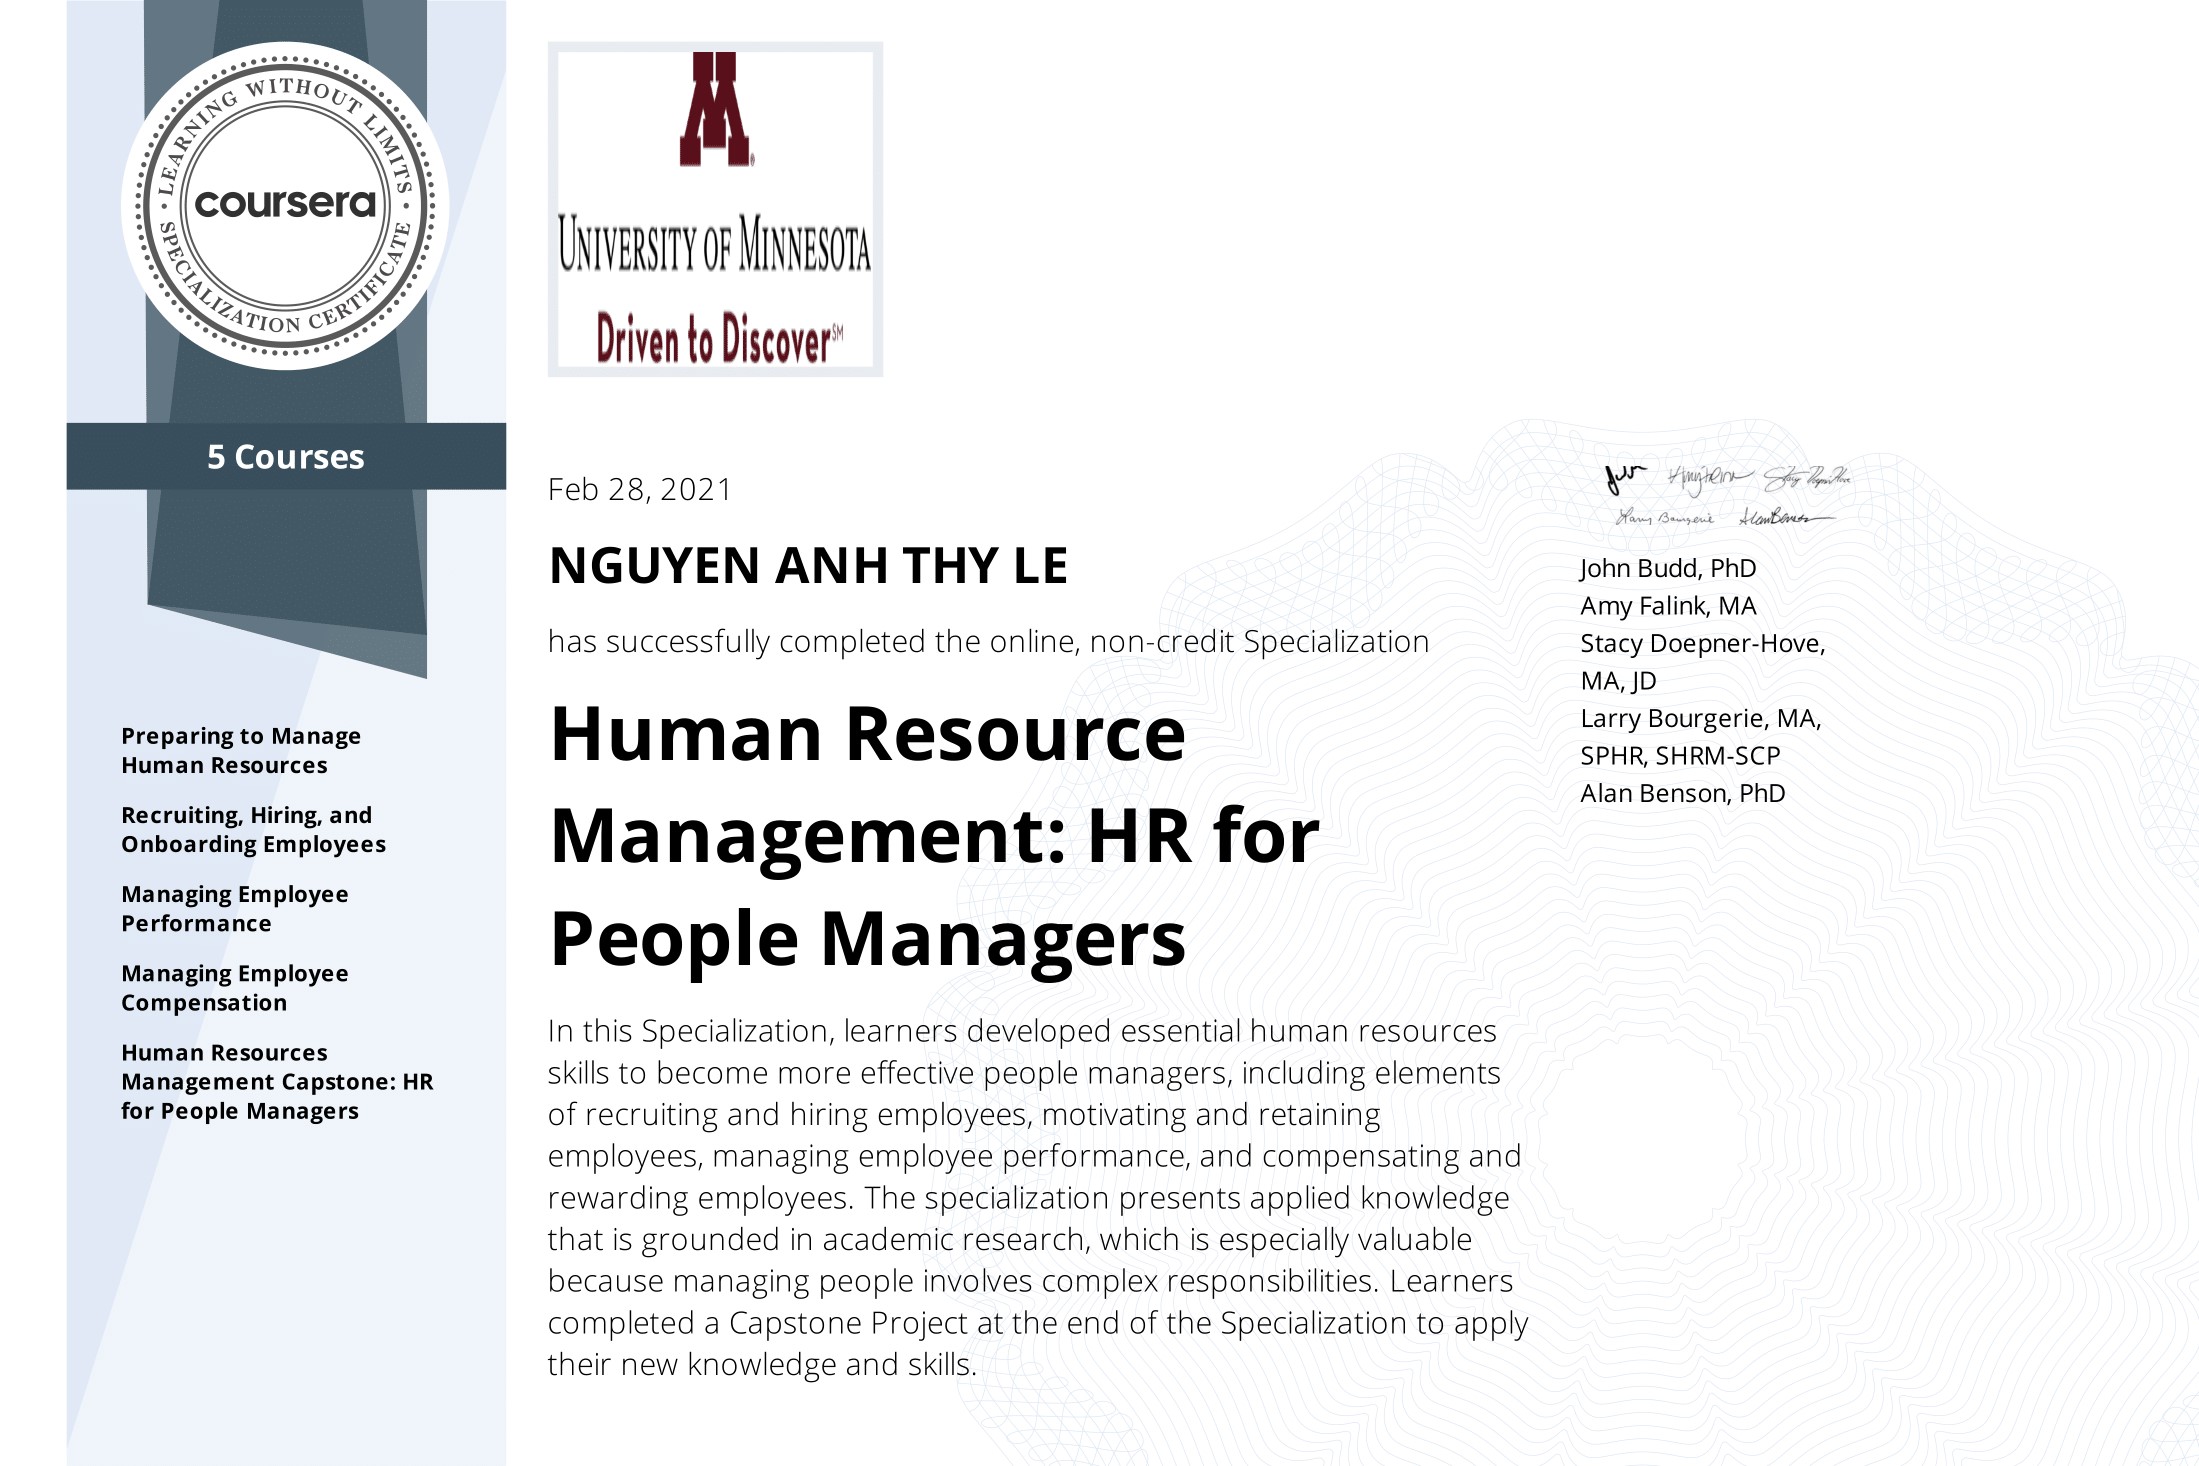 LEARNING WITHOUT LIMITS
coursera
SPECIALIZATION CERTIFICATE
5 Courses
Preparing to Manage
Human Resources
Recruiting, Hiring, and
Onboarding Employees
Managing Employee
Performance
Managing Employee
Compensation
Human Resources
Management Capstone: HR
for People Managers
M®
UNIVERSITY OF MINNESOTA
Driven to Discover℠
Feb 28, 2021
NGUYEN ANH THY LE
has successfully completed the online, non-credit Specialization
Human Resource
Management: HR for
People Managers
In this Specialization, learners developed essential human resources
skills to become more effective people managers, including elements
of recruiting and hiring employees, motivating and retaining
employees, managing employee performance, and compensating and
rewarding employees. The specialization presents applied knowledge
that is grounded in academic research, which is especially valuable
because managing people involves complex responsibilities. Learners
completed a Capstone Project at the end of the Specialization to apply
their new knowledge and skills.
John Budd, PhD
Amy Falink, MA
Stacy Doepner-Hove,
MA, JD
Larry Bourgerie, MA,
SPHR, SHRM-SCP
Alan Benson, PhD